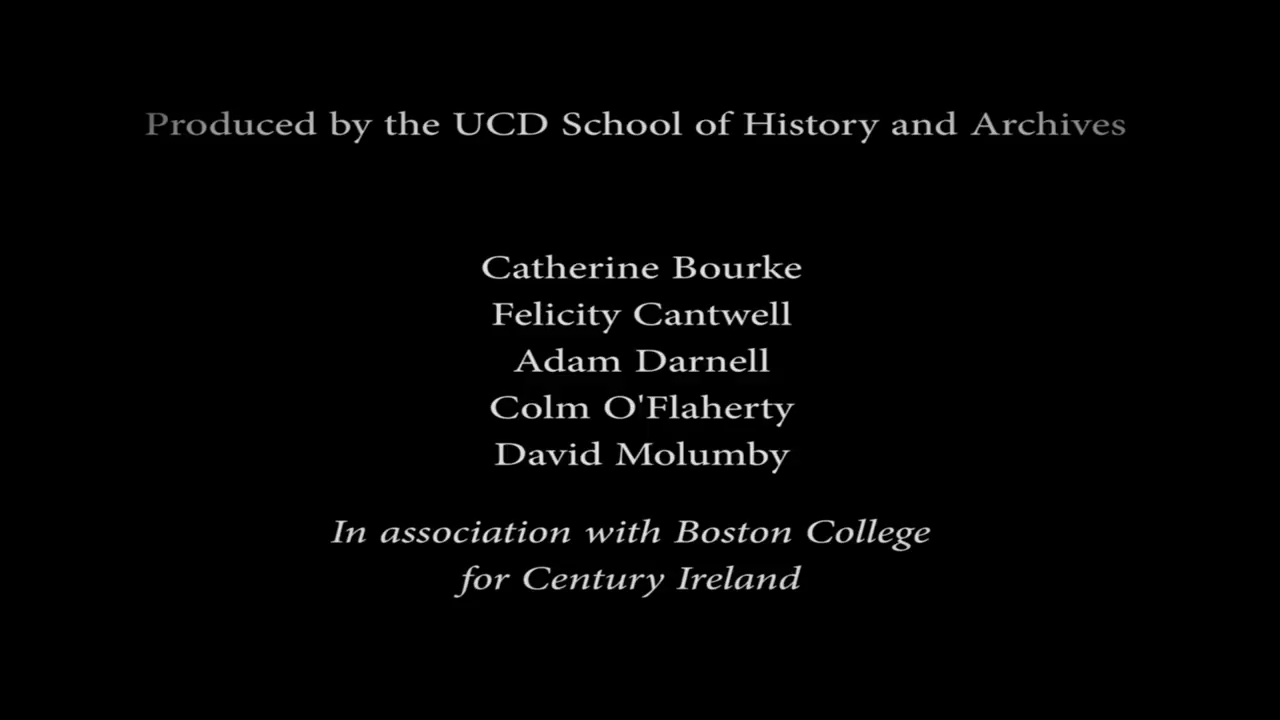 Produced by the UCD School of History and Archives
Catherine Bourke
Felicity Cantwell
Adam Darnell
Colm O'Flaherty
David Molumby
In association with Boston College
for Century Ireland